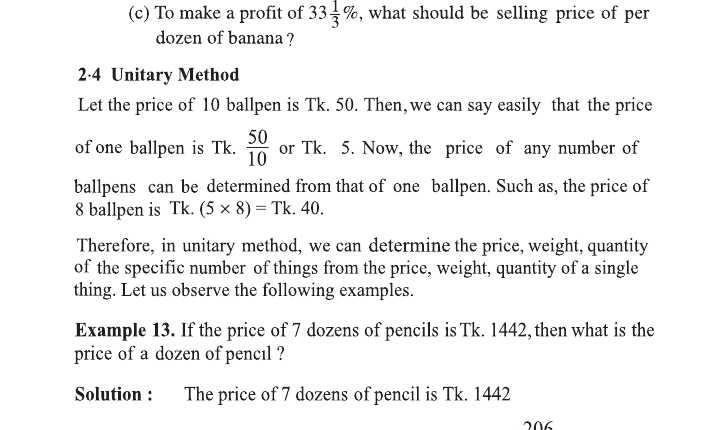 (c) To make a profit of 33 1/3 %, what should be selling price of per
dozen of banana ?
2·4 Unitary Method
Let the price of 10 ballpen is Tk. 50. Then, we can say easily that the price
of one ballpen is Tk. 50/10 or Tk. 5. Now, the price of any number of
ballpens can be determined from that of one ballpen. Such as, the price of
8 ballpen is Tk. (5 × 8) = Tk. 40.
Therefore, in unitary method, we can determine the price, weight, quantity
of the specific number of things from the price, weight, quantity of a single
thing. Let us observe the following examples.
Example 13. If the price of 7 dozens of pencils is Tk. 1442, then what is the
price of a dozen of pencil ?
Solution : The price of 7 dozens of pencil is Tk. 1442
206